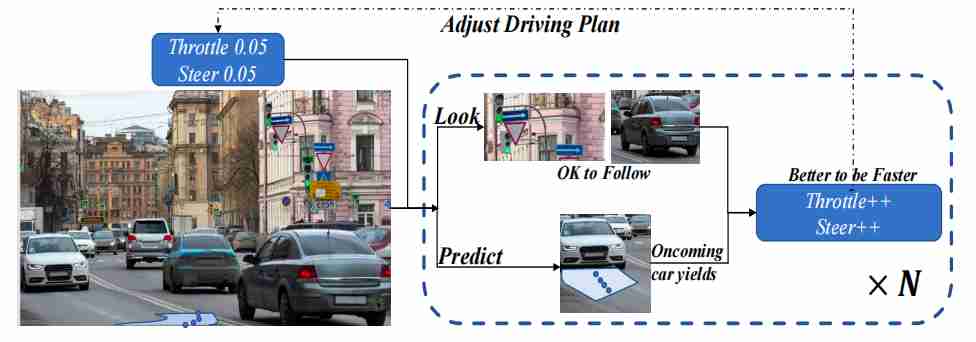 Adjust Driving Plan
Throttle 0.05
Steer 0.05
Look
OK to Follow
Better to be Faster
Throttle++
Steer++
Predict
Oncoming
car yields
× N